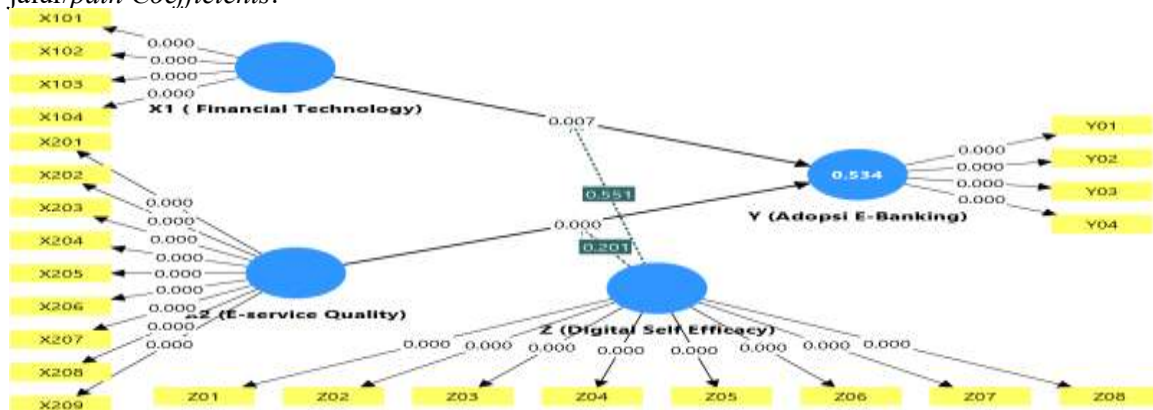 jalur/path Coefficients.
X101
X102
X103
X104
0.000
0.000
0.000
0.000
X1 ( Financial Technology)
X201
X202
X203
X204
X205
X206
X207
X208
X209
0.000
0.000
0.000
0.000
0.000
0.000
0.000
0.000
0.000
(E-service Quality)
0.007
0.551
0.000
0.201
0.534
Y (Adopsi E-Banking)
0.000
0.000
0.000
0.000
Y01
Y02
Y03
Y04
Z (Digital Self Efficacy)
0.000
0.000
0.000
0.000
0.000
0.000
0.000
0.000
Z01
Z02
Z03
Z04
Z05
Z06
Z07
Z08